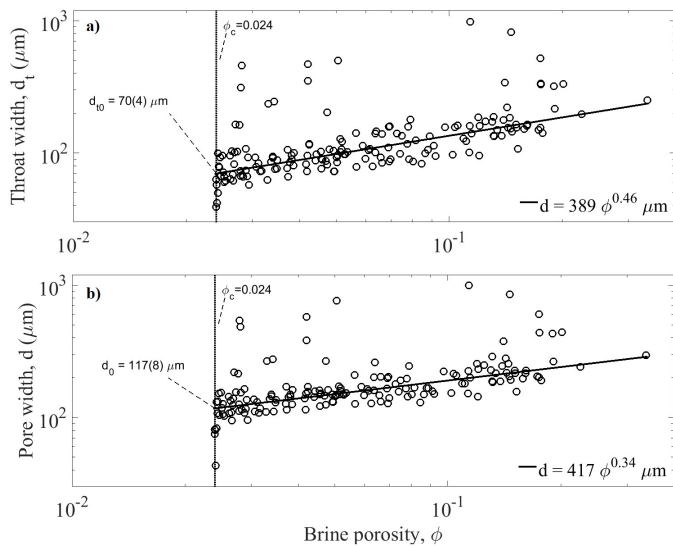 a)
ϕc=0.024
dt0 = 70(4) μm
Throat width, dt (μm)
10³
10²
d = 389 ϕ^0.46 μm
10⁻²
10⁻¹
b)
ϕc=0.024
d0 = 117(8) μm
Pore width, d (μm)
10³
10²
d = 417 ϕ^0.34 μm
10⁻²
10⁻¹
Brine porosity, ϕ